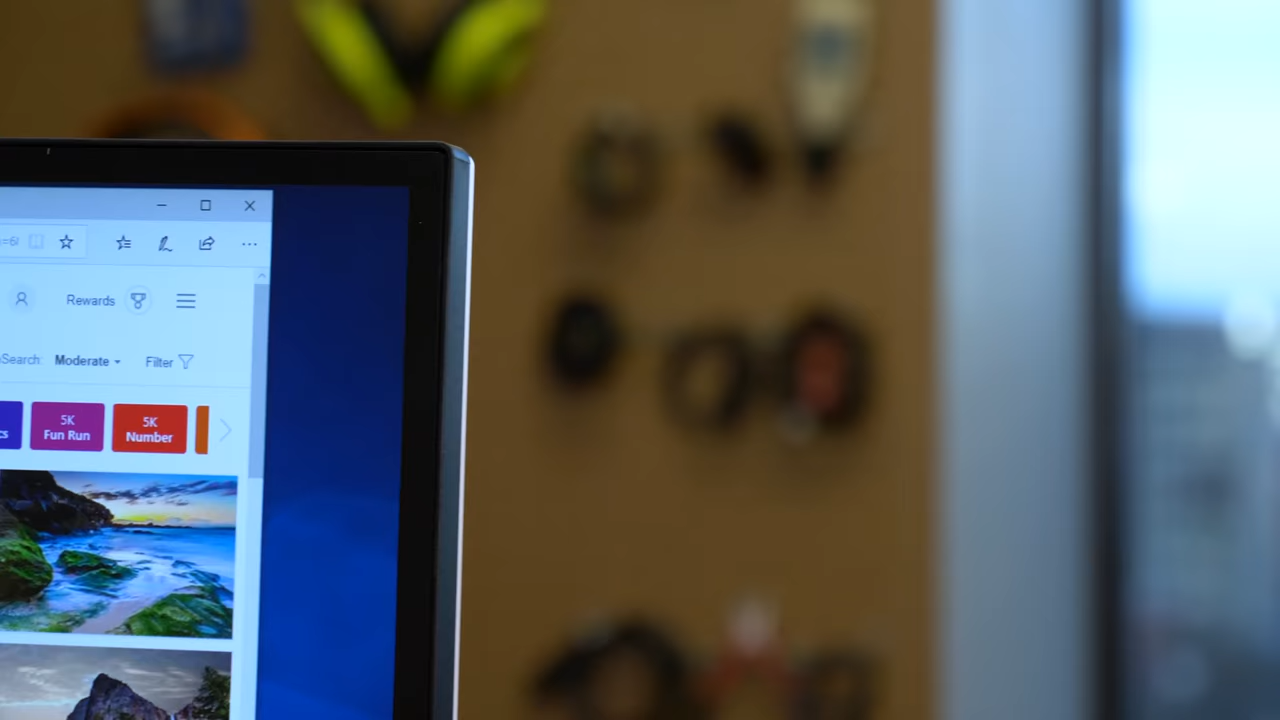 Rewards
Search: Moderate
Filter
5K
Fun Run
5K
Number